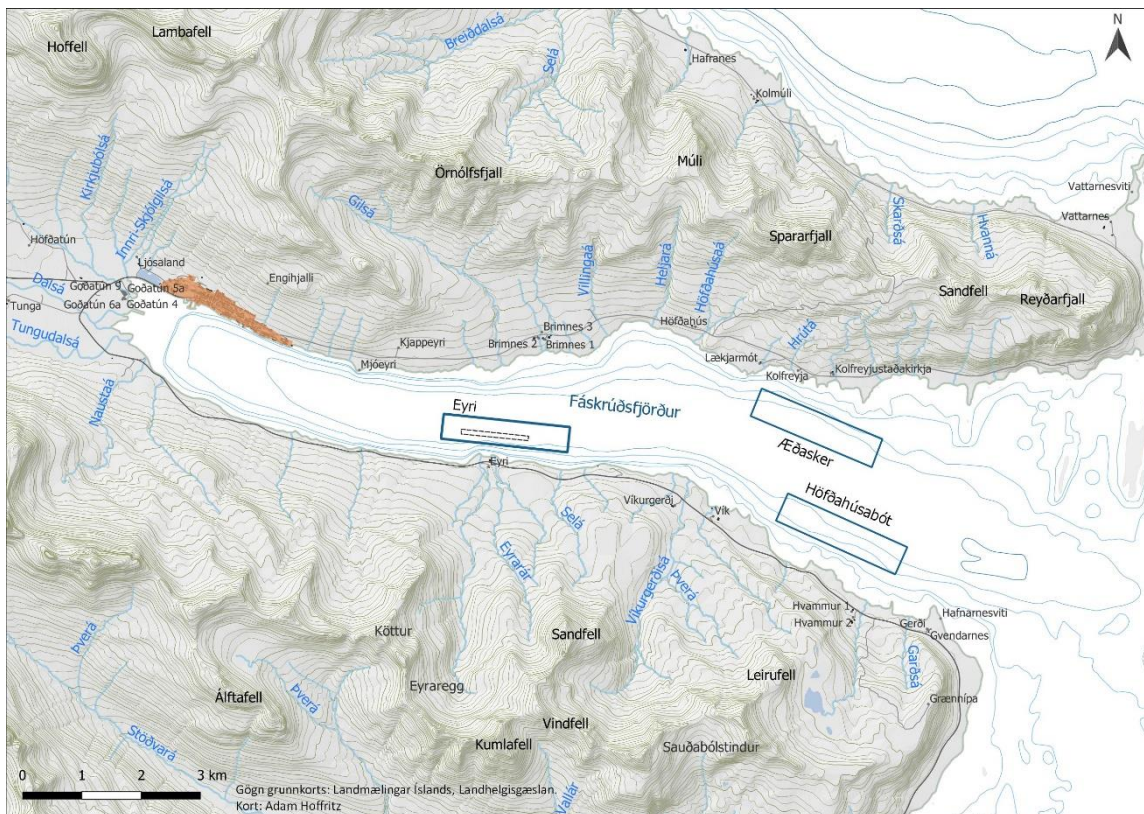 N
Hoffell
Lambafell
Breiðdalsá
Selá
Hafranes
Kolmúli
Múli
Örnólfsfjall
Kirkjubólsá
Innri-Skjólgilsá
Gilsá
Höfðatún
Ljósaland
Engihjalli
Villingaá
Heljará
Höfðahúsaá
Spararfjall
Skarðsá
Hvanná
Vattarnesviti
Vattarnes
Sandfell
Reyðarfjall
Dalsá
Goðatún 9
Goðatún 5a
Goðatún 6a
Goðatún 4
Tunga
Tungudalsá
Naustaá
Mjóeyri
Kjappeyri
Brimnes 3
Brimnes 2
Brimnes 1
Höfðahús
Lækjarmót
Hrútá
Kolfreyja
Kolfreyjustaðakirkja
Eyri
Fáskrúðsfjörður
Æðasker
Höfðahúsabót
Eyri
Selá
Eyrarár
Víkurgerði
Vík
Víkurgerðisá
Þverá
Hvammur 1
Hvammur 2
Hafnarnesviti
Gerði
Gvendarnes
Garðsá
Grænnípa
Köttur
Sandfell
Leirufell
Eyraregg
Þverá
Álftafell
Þverá
Vindfell
Kumlafell
Sauðabólstindur
Stöðvará
Vallár
0 1 2 3 km
Gögn grunnkorts: Landmælingar Íslands, Landhelgisgæslan.
Kort: Adam Hoffritz